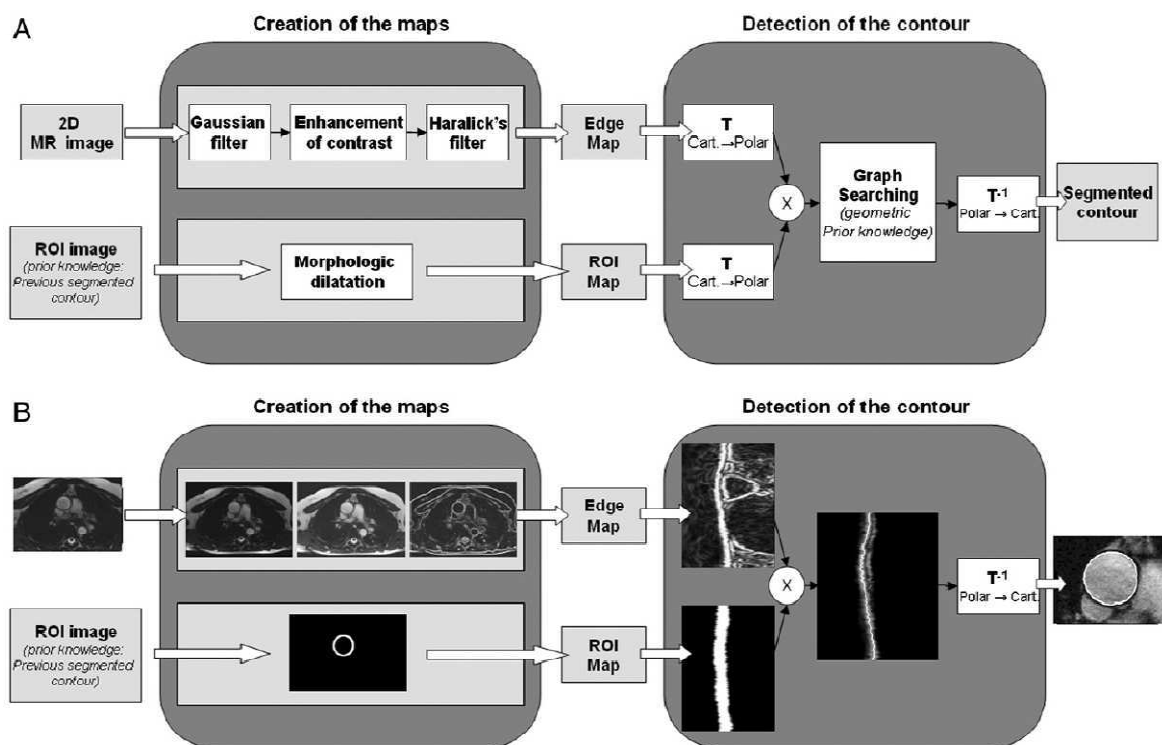 A
Creation of the maps
Detection of the contour
2D
MR image
Gaussian
filter
Enhancement
of contrast
Haralick's
filter
Edge
Map
T
Cart.→Polar
X
Graph
Searching
(geometric
Prior knowledge)
T-1
Polar → Cart.
Segmented
contour
ROI image
(prior knowledge:
Previous segmented
contour)
Morphologic
dilatation
ROI
Map
T
Cart.→Polar
B
Creation of the maps
Detection of the contour
Edge
Map
X
T-1
Polar → Cart.
ROI image
(prior knowledge:
Previous segmented
contour)
ROI
Map